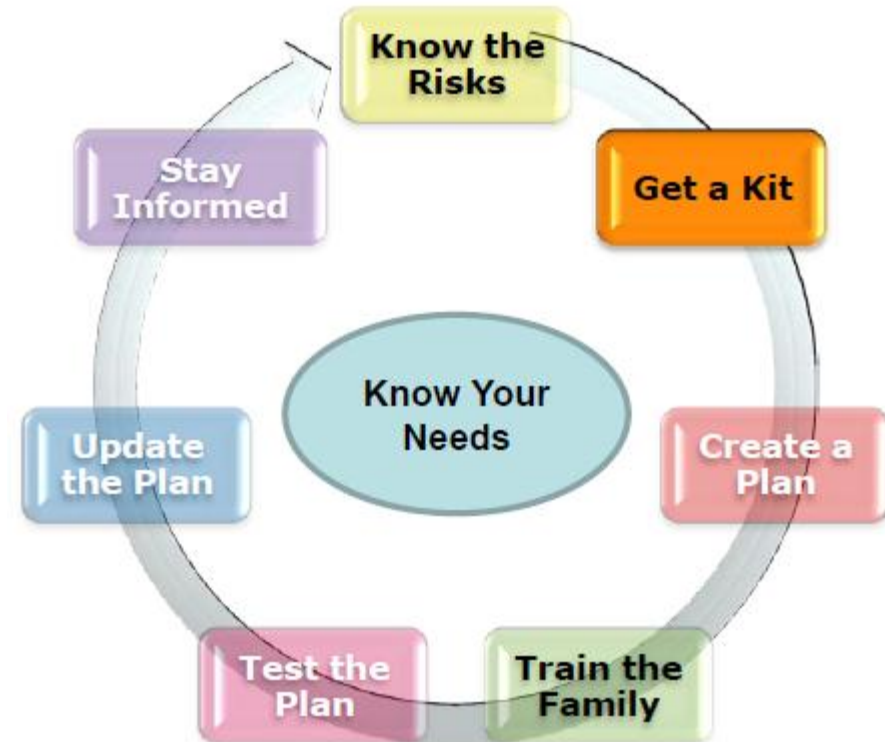 Know the
Risks
Get a Kit
Create a
Plan
Train the
Family
Test the
Plan
Update
the Plan
Stay
Informed
Know Your
Needs